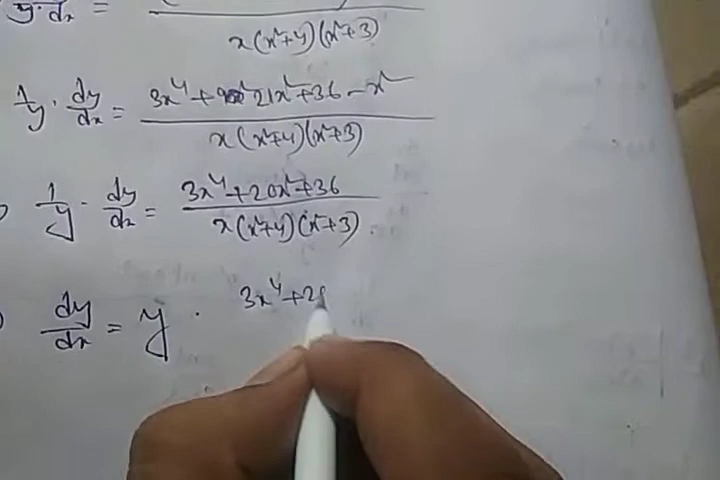 y · dx
x(x²+4)(x²+3)
1/y · dy/dx = 3x⁴ + 21x² + 36 - x² / x(x²+4)(x²+3)
1/y · dy/dx = 3x⁴ + 20x² + 36 / x(x²+4)(x²+3)
dy/dx = y · 3x⁴ + 20